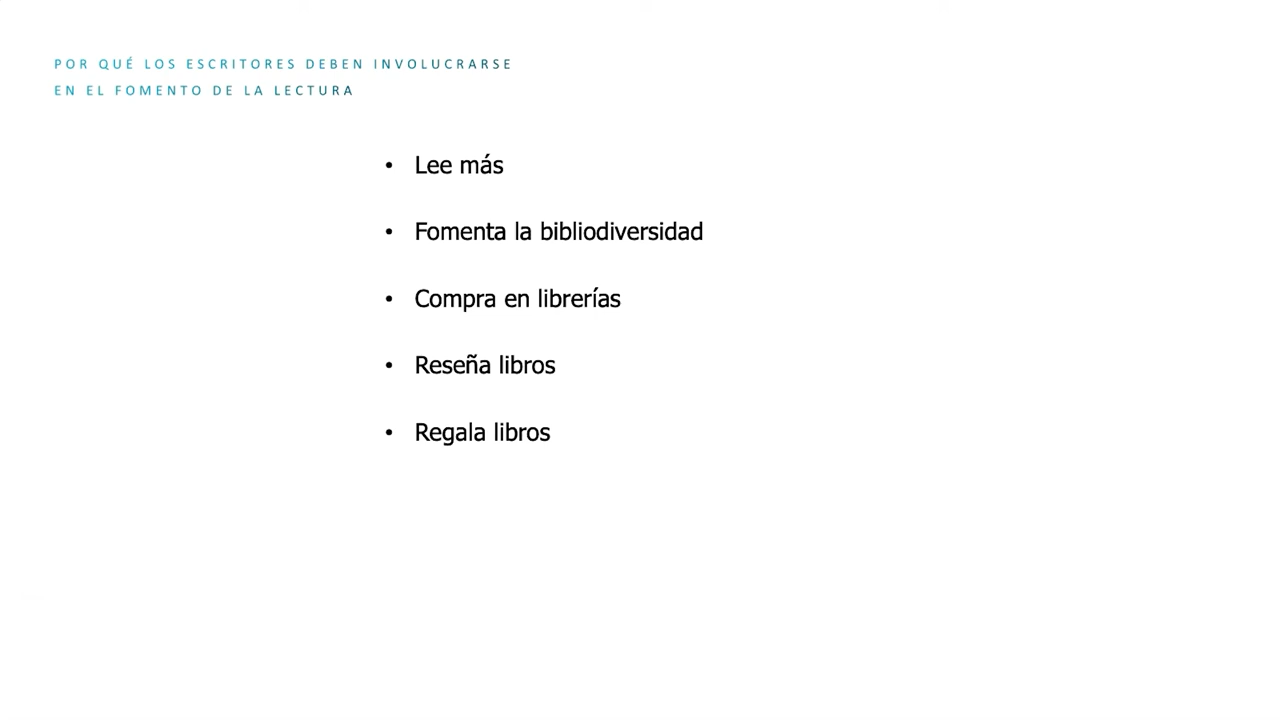 POR QUÉ LOS ESCRITORES DEBEN INVOLUCRARSE
EN EL FOMENTO DE LA LECTURA
• Lee más
• Fomenta la bibliodiversidad
• Compra en librerías
• Reseña libros
• Regala libros